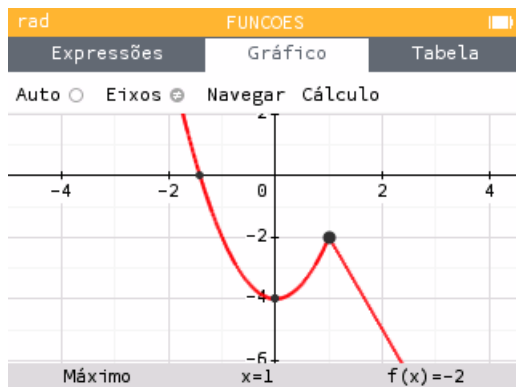 rad FUNCOES
Expressões Gráfico Tabela
Auto Eixos Navegar Cálculo
2
-4 -2 0 2 4
-2
-4
-6
Máximo x=1 f(x)=-2